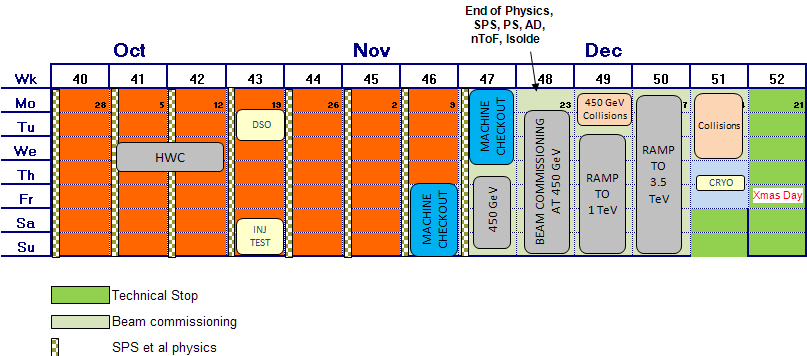 End of Physics,
SPS, PS, AD,
nToF, Isolde
Oct Nov Dec
Wk 40 41 42 43 44 45 46 47 48 49 50 51 52
Mo 28 5 12 19 26 2 9 23 7 21
Tu
We
Th
Fr
Sa
Su
HWC
DSO
INJ
TEST
MACHINE
CHECKOUT
MACHINE
CHECKOUT
450 GeV
BEAM COMMISSIONING
AT 450 GeV
450 GeV
Collisions
RAMP
TO
1 TeV
RAMP
TO
3.5
TeV
Collisions
CRYO
Xmas Day
Technical Stop
Beam commissioning
SPS et al physics